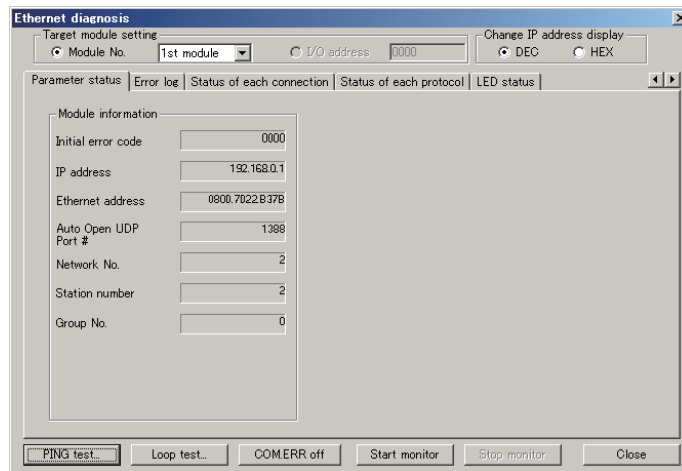 Ethernet diagnosis
Target module setting
Module No. 1st module I/O address 0000
Change IP address display
DEC HEX
Parameter status Error log Status of each connection Status of each protocol LED status
Module information
Initial error code 0000
IP address 192.168.0.1
Ethernet address 0800.7022.B37B
Auto Open UDP
Port # 1388
Network No. 2
Station number 2
Group No. 0
PING test... Loop test... COM.ERR off Start monitor Stop monitor Close